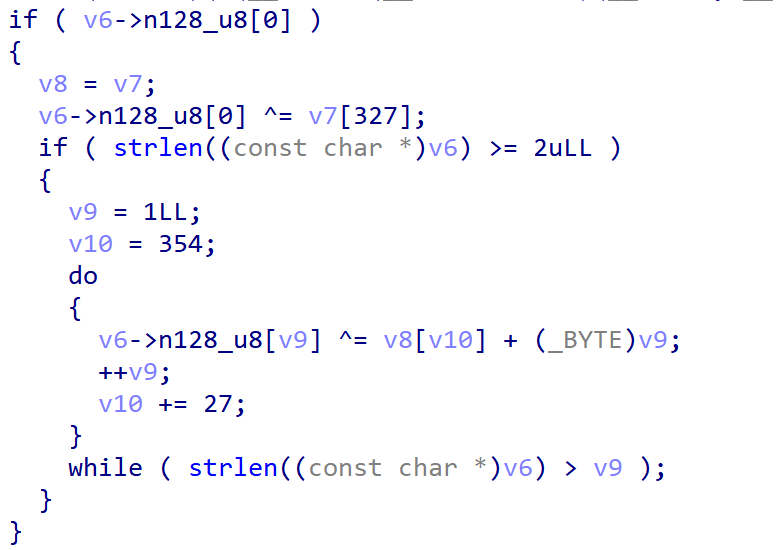 if ( v6->n128_u8[0] )
{
v8 = v7;
v6->n128_u8[0] ^= v7[327];
if ( strlen((const char *)v6) >= 2uLL )
{
v9 = 1LL;
v10 = 354;
do
{
v6->n128_u8[v9] ^= v8[v10] + (_BYTE)v9;
++v9;
v10 += 27;
}
while ( strlen((const char *)v6) > v9 );
}
}